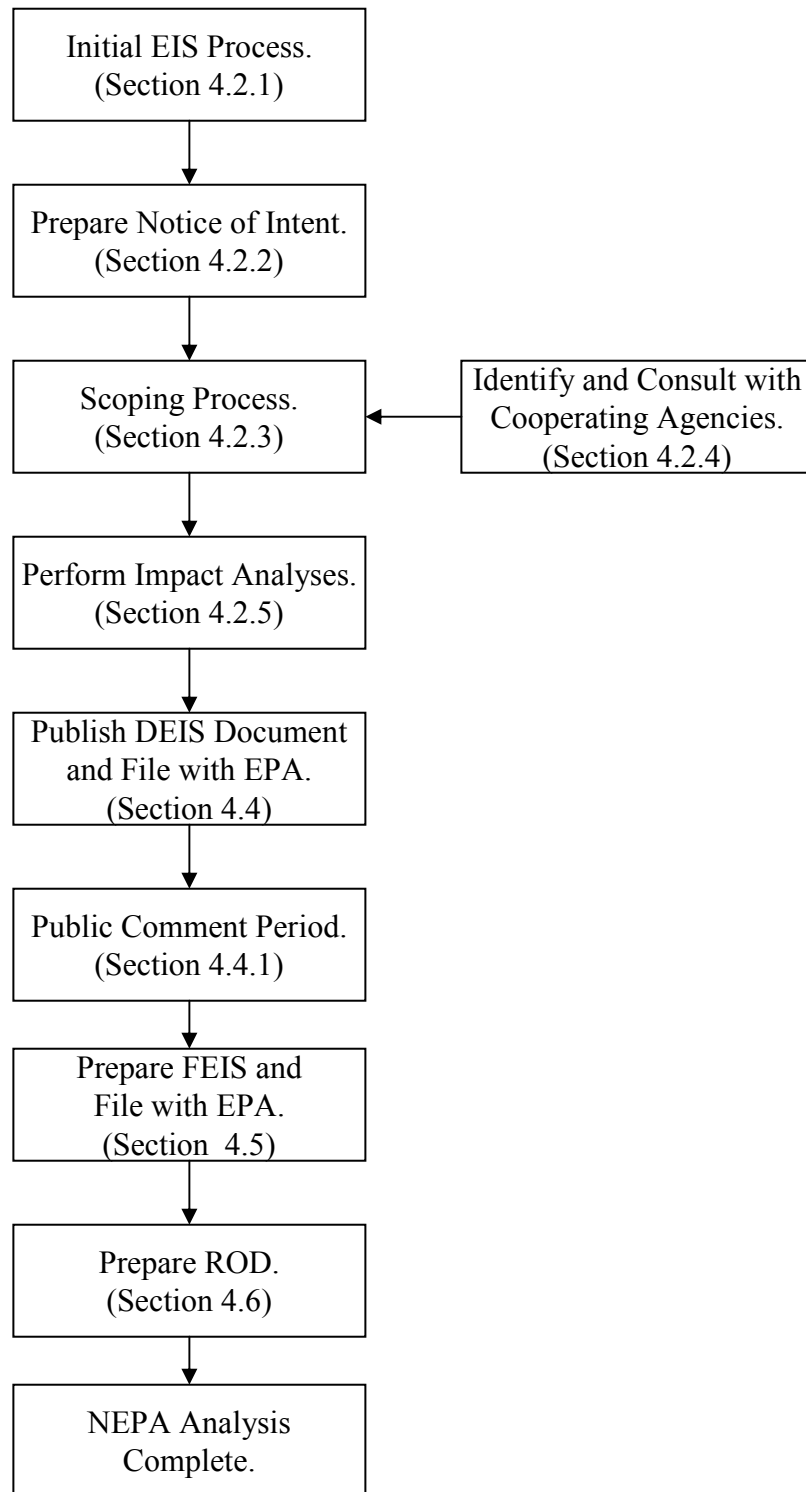 Initial EIS Process.
(Section 4.2.1)
Prepare Notice of Intent.
(Section 4.2.2)
Scoping Process.
(Section 4.2.3)
Identify and Consult with
Cooperating Agencies.
(Section 4.2.4)
Perform Impact Analyses.
(Section 4.2.5)
Publish DEIS Document
and File with EPA.
(Section 4.4)
Public Comment Period.
(Section 4.4.1)
Prepare FEIS and
File with EPA.
(Section 4.5)
Prepare ROD.
(Section 4.6)
NEPA Analysis
Complete.